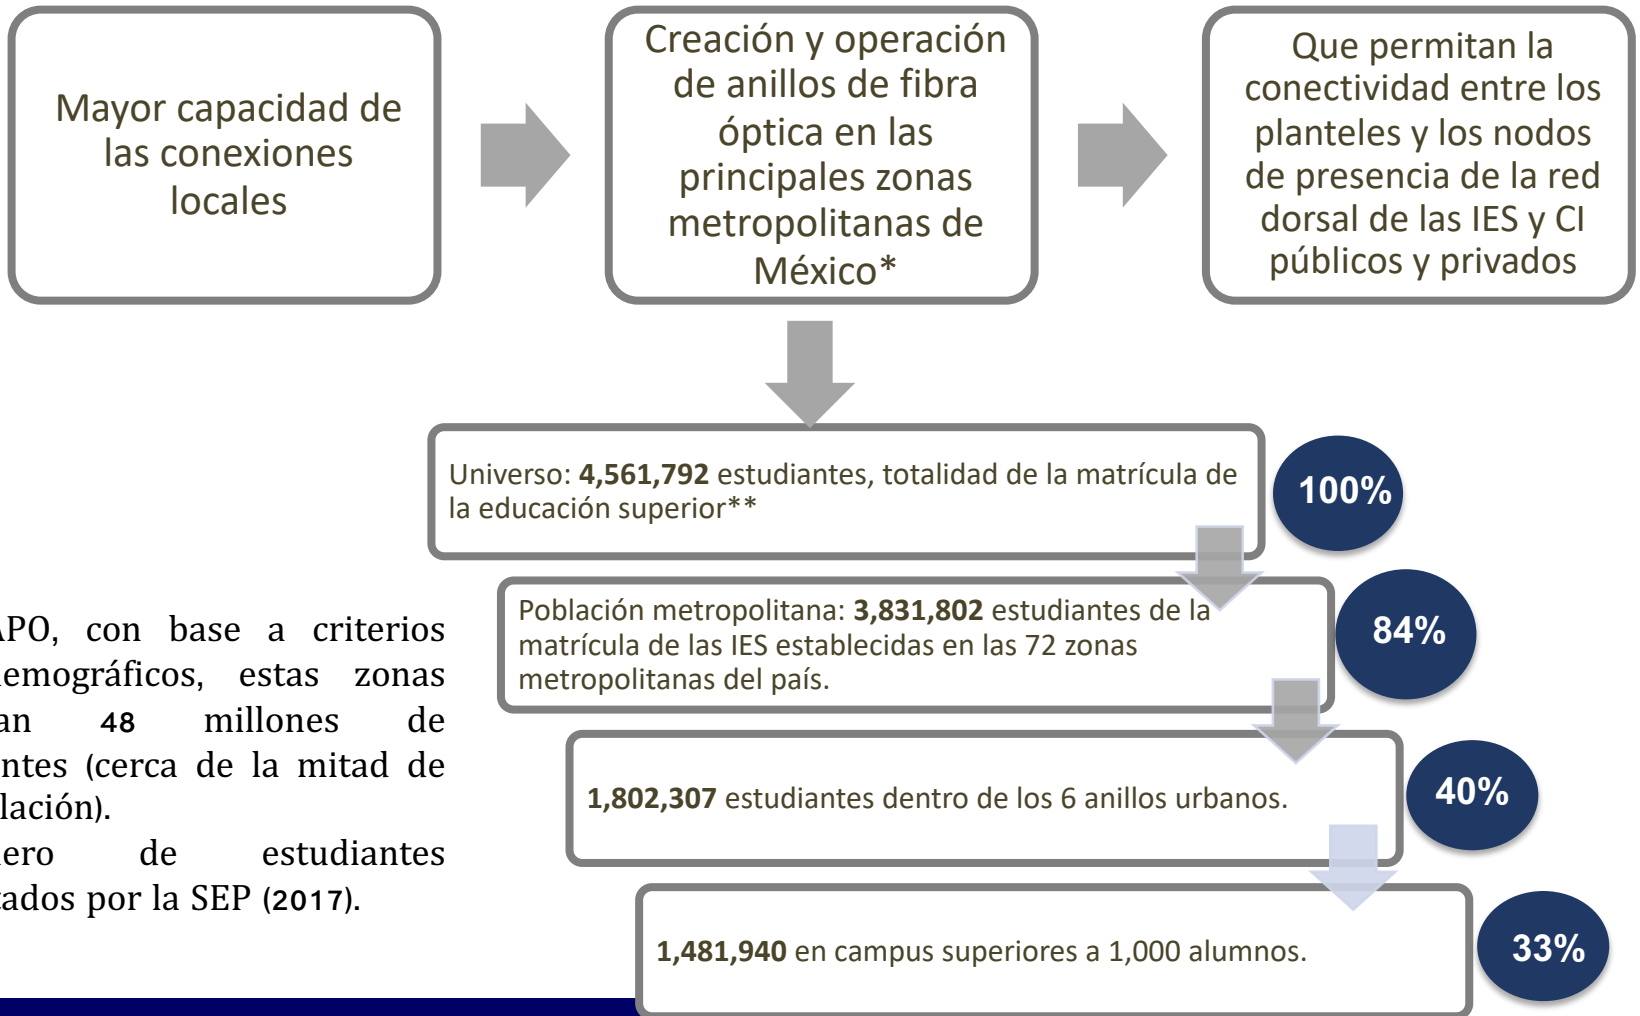 Mayor capacidad de
las conexiones
locales
Creación y operación
de anillos de fibra
óptica en las
principales zonas
metropolitanas de
México*
Que permitan la
conectividad entre los
planteles y los nodos
de presencia de la red
dorsal de las IES y CI
públicos y privados
Universo: 4,561,792 estudiantes, totalidad de la matrícula de
la educación superior**
100%
Población metropolitana: 3,831,802 estudiantes de la
matrícula de las IES establecidas en las 72 zonas
metropolitanas del país.
84%
1,802,307 estudiantes dentro de los 6 anillos urbanos.
40%
1,481,940 en campus superiores a 1,000 alumnos.
33%
con base a criterios
estas zonas
48 millones de
(cerca de la mitad de
de estudiantes
por la SEP (2017).